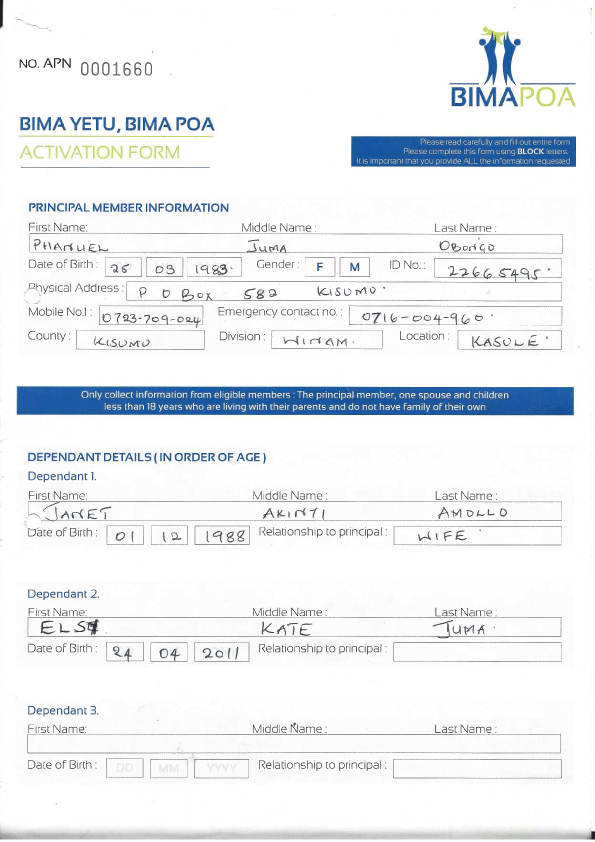 NO. APN 0001660
BIMAPOA
BIMA YETU, BIMA POA
ACTIVATION FORM
Please read carefully and fill out entire form
Please complete this form using BLOCK letters.
It is important that you provide ALL the information requested
PRINCIPAL MEMBER INFORMATION
First Name: Middle Name : Last Name :
PHANUEL JUMA OBONGO
Date of Birth : 25 09 1983 Gender : F M ID No. : 22665495
Physical Address : P O Box 582 KISUMU
Mobile No.1 : 0723-709-024 Emergency contact no. : 0716-004-960
County : KISUMU Division : WINAM. Location : KASULE
Only collect information from eligible members : The principal member, one spouse and children
less than 18 years who are living with their parents and do not have family of their own
DEPENDANT DETAILS ( IN ORDER OF AGE )
Dependant 1.
First Name: Middle Name : Last Name :
JANET AKINYI AMOLLO
Date of Birth : 01 12 1988 Relationship to principal : WIFE
Dependant 2.
First Name: Middle Name : Last Name :
KATE JUMA
Date of Birth : 24 04 2011 Relationship to principal :
Dependant 3.
First Name: Middle Name : Last Name :
Date of Birth : DD MM YYYY Relationship to principal :